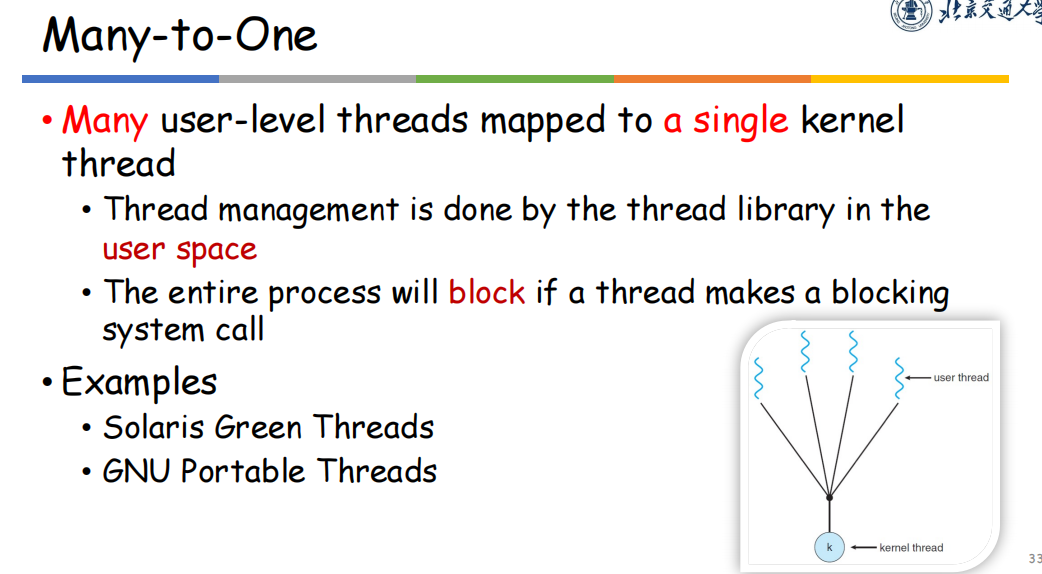 Many-to-One
北京交通大学
• Many user-level threads mapped to a single kernel
thread
• Thread management is done by the thread library in the
user space
• The entire process will block if a thread makes a blocking
system call
• Examples
• Solaris Green Threads
• GNU Portable Threads
user thread
k
kernel thread
33